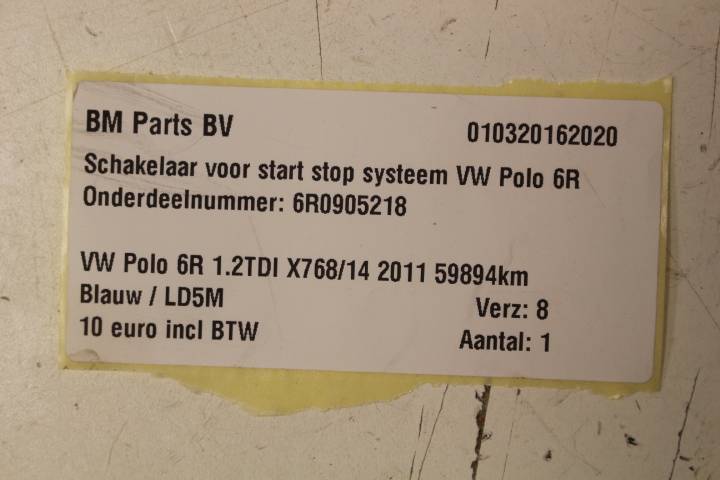 BM Parts BV 010320162020
Schakelaar voor start stop systeem VW Polo 6R
Onderdeelnummer: 6R0905218
VW Polo 6R 1.2TDI X768/14 2011 59894km
Blauw / LD5M Verz: 8
10 euro incl BTW Aantal: 1